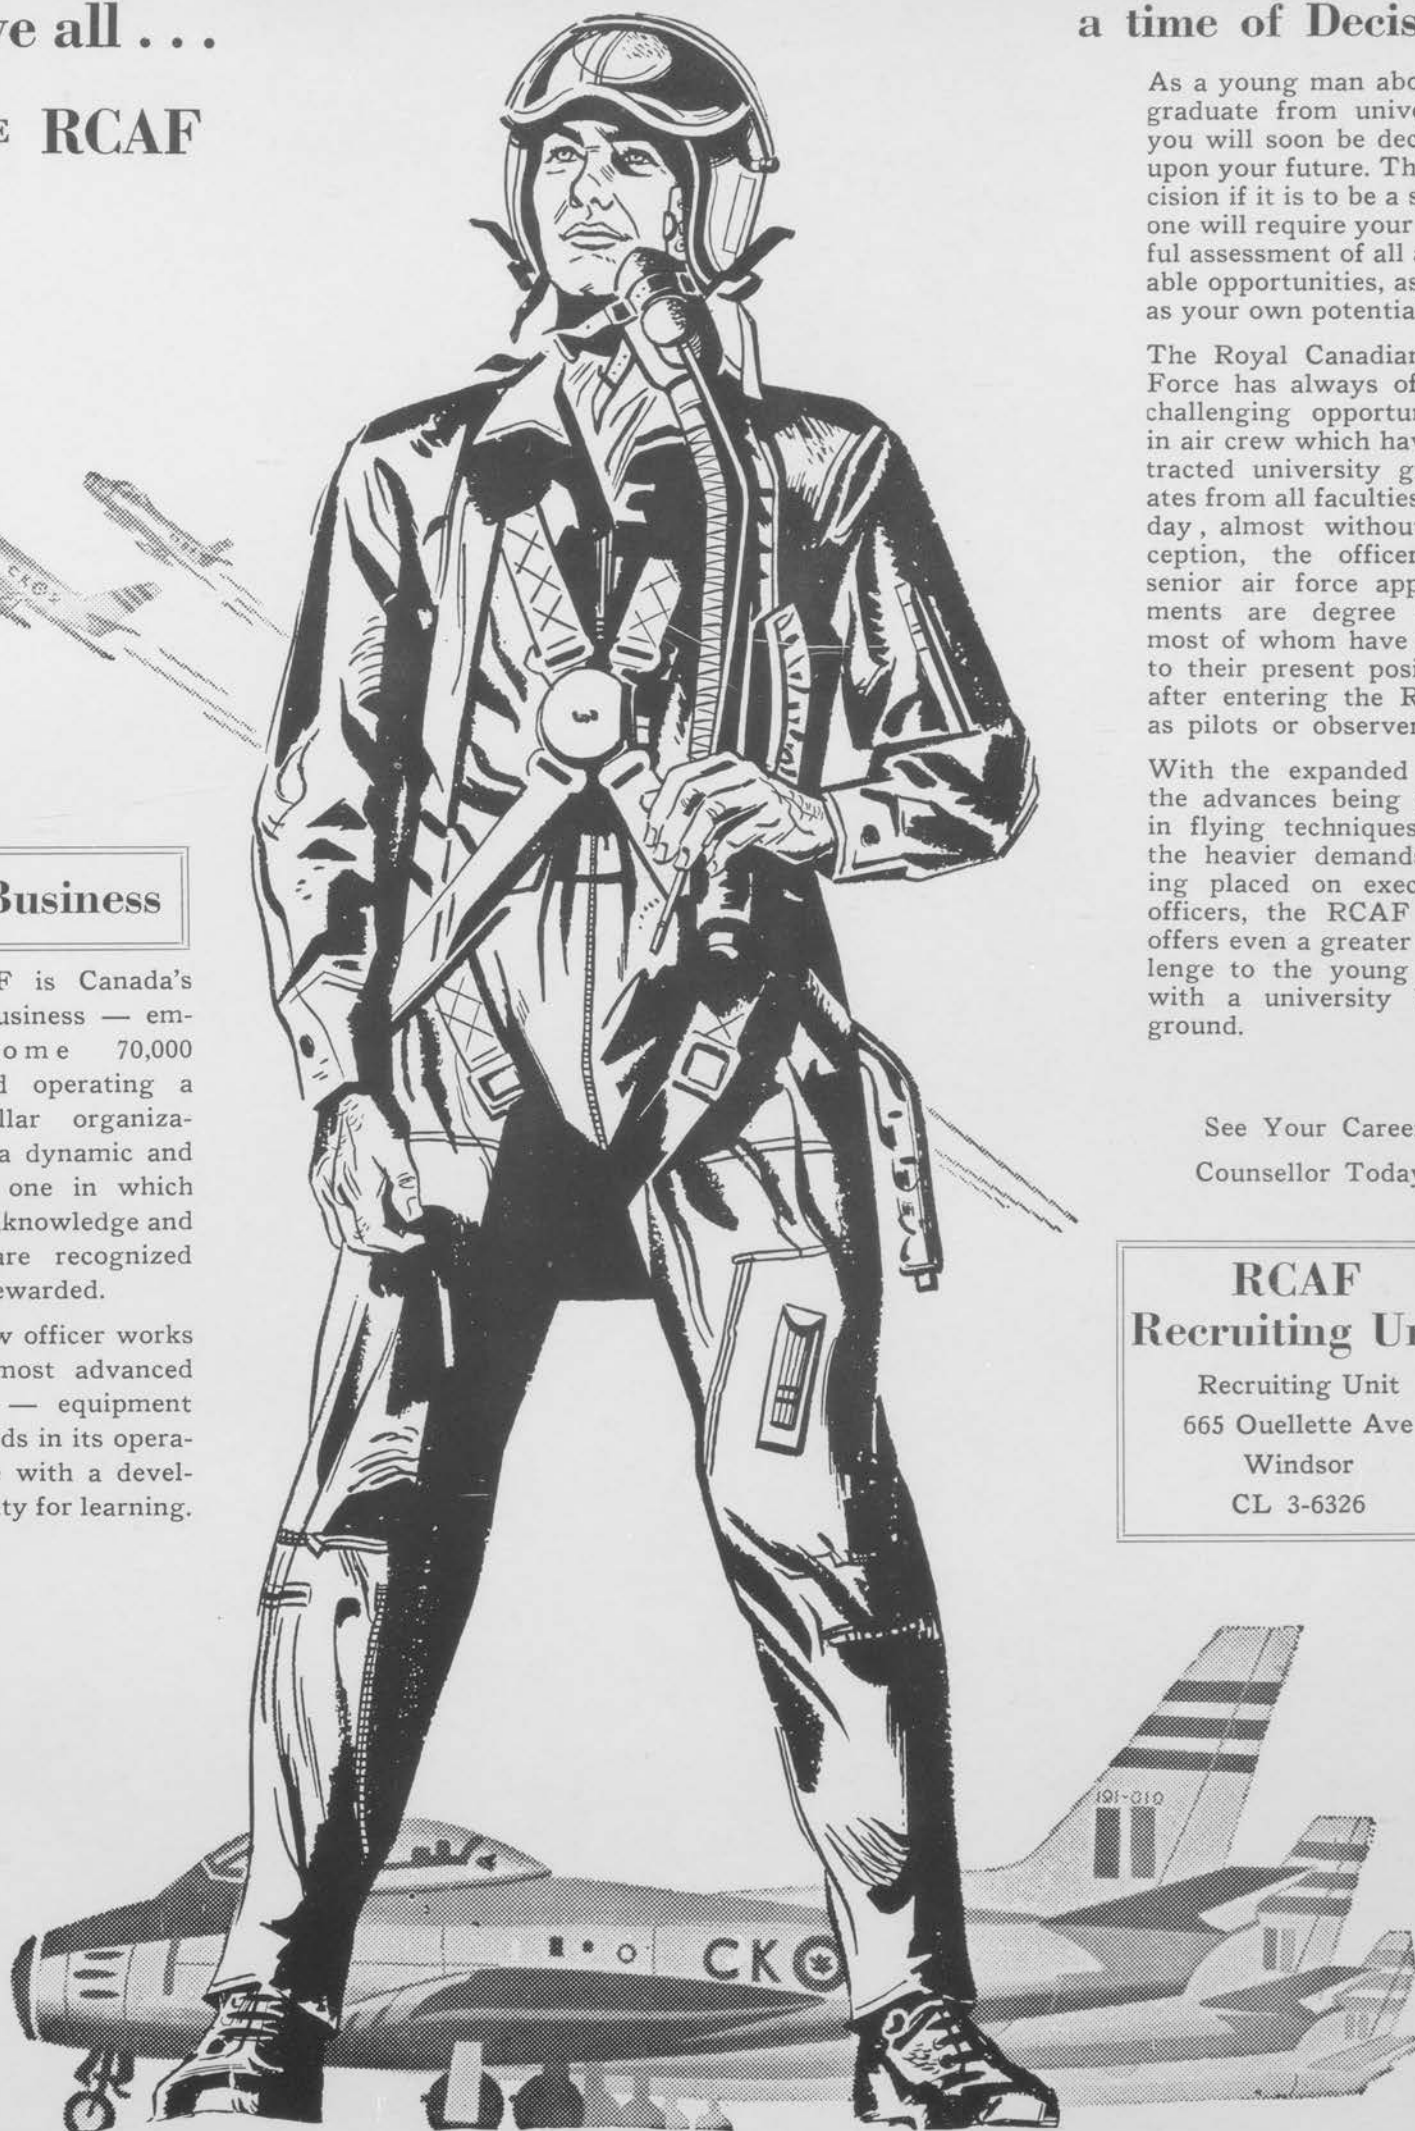 ve all . . .
RCAF
Business
F is Canada's
usiness — em-
ome 70,000
d operating a
llar organiza-
a dynamic and
one in which
knowledge and
are recognized
ewarded.
w officer works
most advanced
— equipment
ds in its opera-
with a devel-
ty for learning.
CK
CK
191-010
a time of Decis
As a young man abo
graduate from unive
you will soon be dec
upon your future. Th
cision if it is to be a s
one will require your
ful assessment of all a
able opportunities, as
as your own potentia
The Royal Canadian
Force has always of
challenging opportun
in air crew which hav
tracted university g
ates from all faculties
day, almost without
ception, the officer
senior air force app
ments are degree
most of whom have
to their present posi
after entering the R
as pilots or observer
With the expanded
the advances being
in flying techniques
the heavier demands
ing placed on exec
officers, the RCAF
offers even a greater
lenge to the young
with a university
ground.
See Your Caree
Counsellor Today
RCAF
Recruiting Un
Recruiting Unit
665 Ouellette Ave
Windsor
CL 3-6326